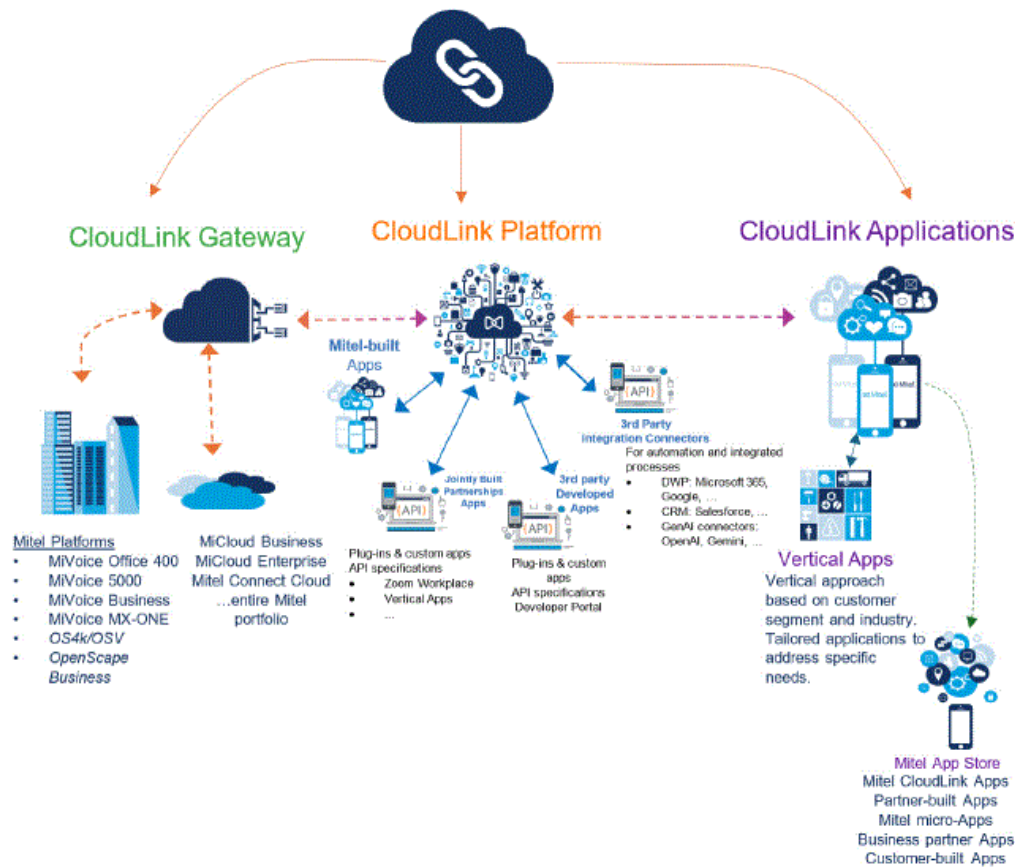 CloudLink Gateway
CloudLink Platform
CloudLink Applications
Mitel-built
Apps
{API}
3rd Party
Integration Connectors
For automation and integrated
processes
• DWP: Microsoft 365,
Google, ...
• CRM: Salesforce, ...
• GenAI connectors:
OpenAI, Gemini, ...
Jointly Built
Partnerships
Apps
{API}
Plug-ins & custom apps
API specifications
• Zoom Workplace
• Vertical Apps
• ...
3rd party
Developed
Apps
{API}
Plug-ins & custom
apps
API specifications
Developer Portal
Mitel Platforms
• MiVoice Office 400
• MiVoice 5000
• MiVoice Business
• MiVoice MX-ONE
• OS4k/OSV
• OpenScape
Business
MiCloud Business
MiCloud Enterprise
Mitel Connect Cloud
...entire Mitel
portfolio
Mitel
Vertical Apps
Vertical approach
based on customer
segment and industry.
Tailored applications to
address specific
needs.
Mitel App Store
Mitel CloudLink Apps
Partner-built Apps
Mitel micro-Apps
Business partner Apps
Customer-built Apps